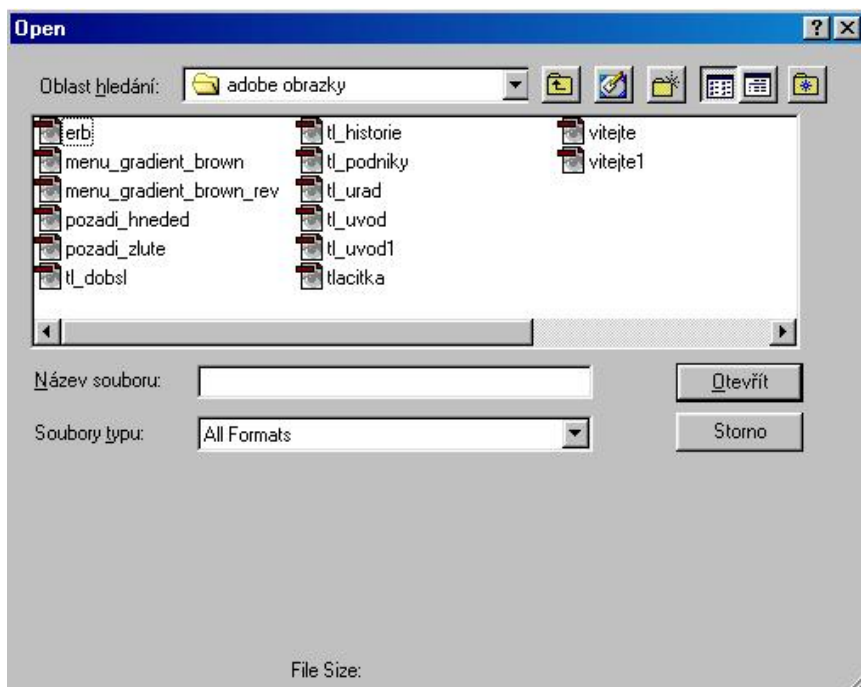 Open
Oblast hledání: adobe obrazky
erb
menu_gradient_brown
menu_gradient_brown_rev
pozadi_hneded
pozadi_zlute
tl_dobsl
tl_historie
tl_podniky
tl_urad
tl_uvod
tl_uvod1
tlacitka
vitejte
vitejte1
Název souboru:
Otevřít
Soubory typu: All Formats
Storno
File Size: